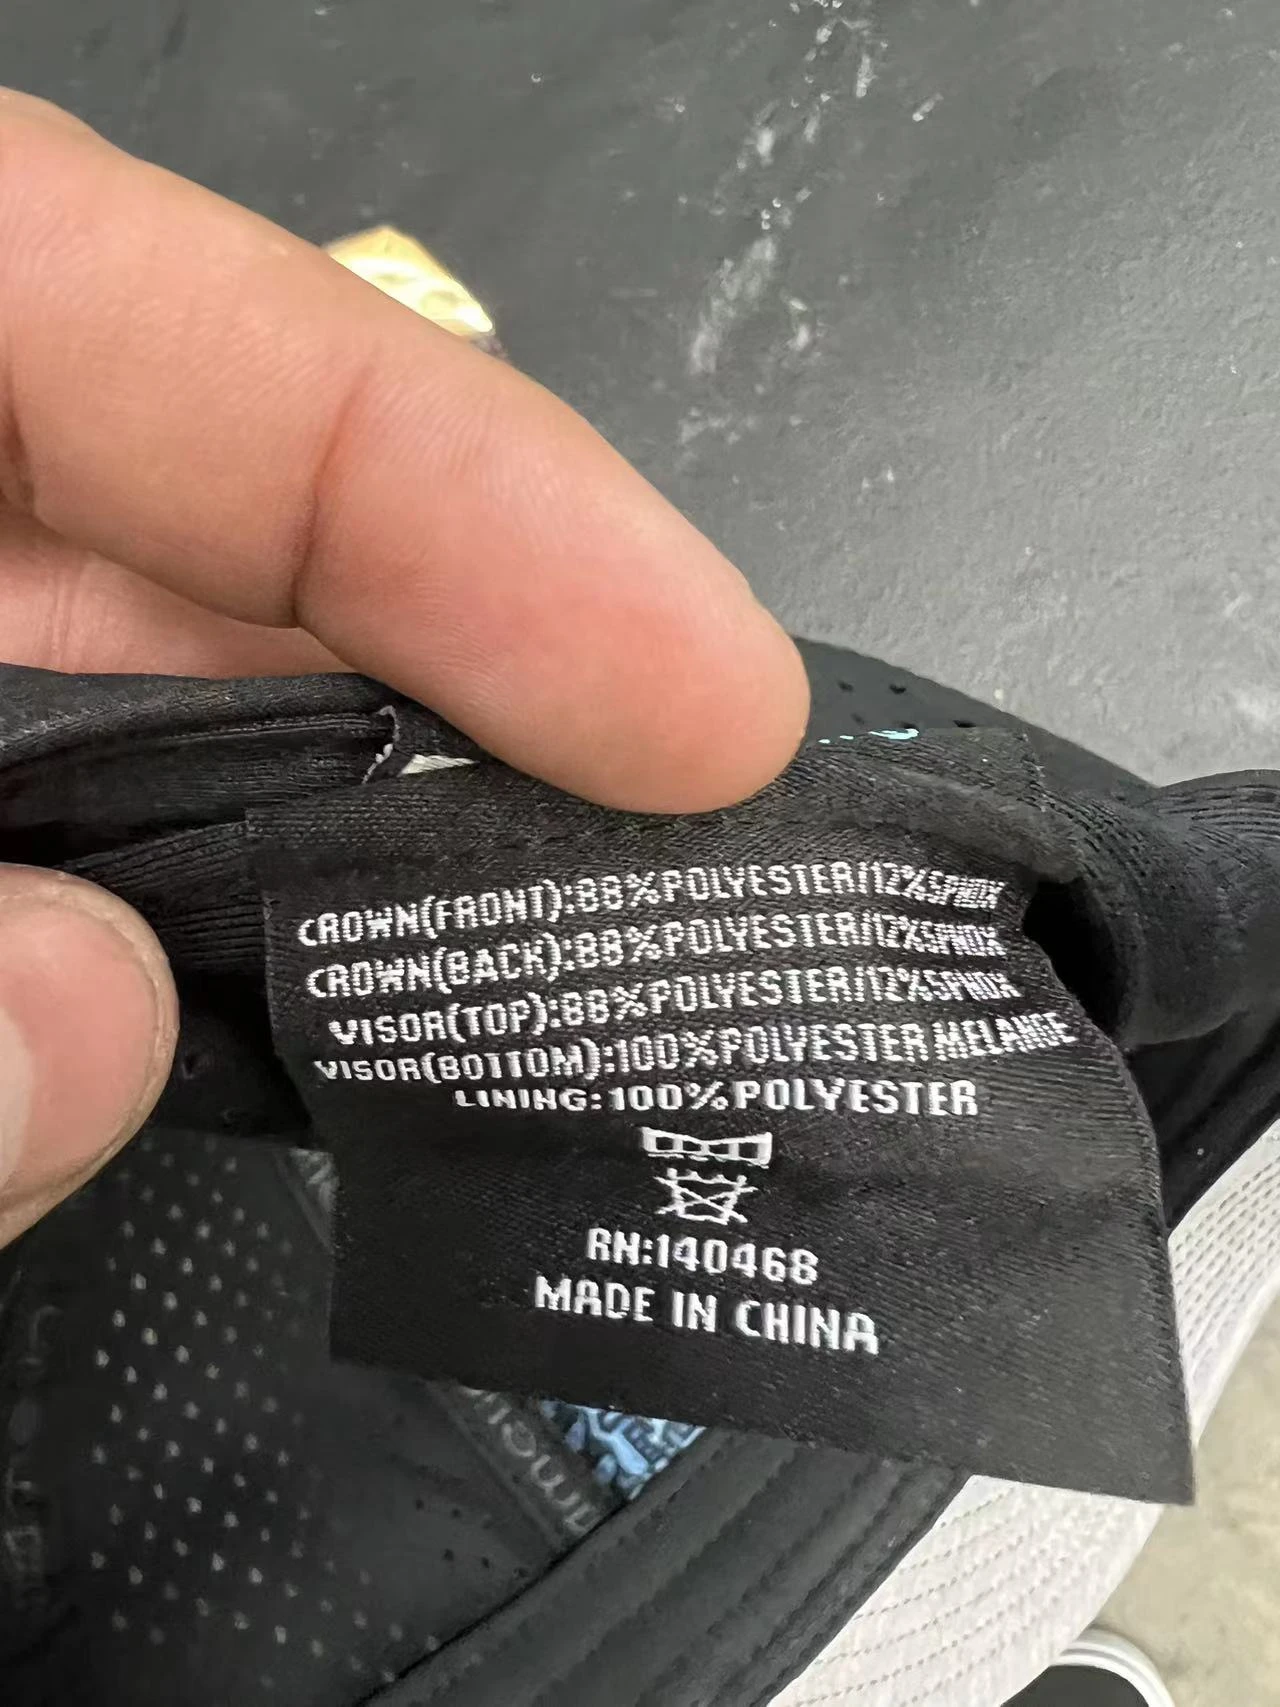 CROWN(FRONT):88%POLYESTER/12%SPNDX
CROWN(BACK):88%POLYESTER/12%SPNDX
VISOR(TOP):88%POLYESTER/12%SPNDX
VISOR(BOTTOM):100%POLYESTER MELANGE
LINING:100%POLYESTER
RN:140468
MADE IN CHINA